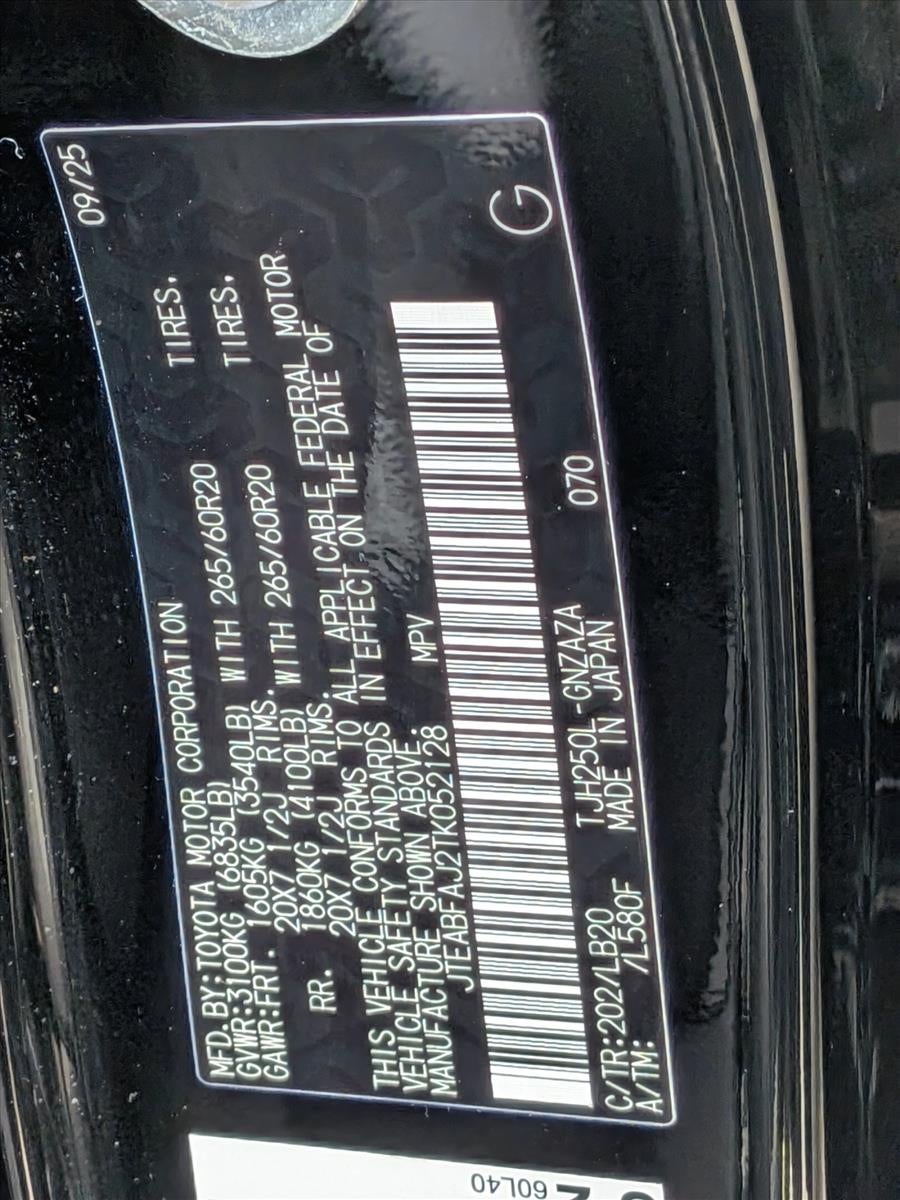 09/25
MFD.BY:TOYOTA MOTOR CORPORATION
GVWR:3100KG (6835LB)
GAWR:FRT. 1605KG (3540LB) WITH 265/60R20 TIRES,
20X7 1/2J RIMS.
RR. 1860KG (4100LB) WITH 265/60R20 TIRES,
20X7 1/2J RIMS.
THIS VEHICLE CONFORMS TO ALL APPLICABLE FEDERAL MOTOR
VEHICLE SAFETY STANDARDS IN EFFECT ON THE DATE OF
MANUFACTURE SHOWN ABOVE.
JTEABFAJ2TK052128 MPV
C/TR:202/LB20 TJH250L-GNZAZA 070 G
A/TM: /L580F MADE IN JAPAN
60L40